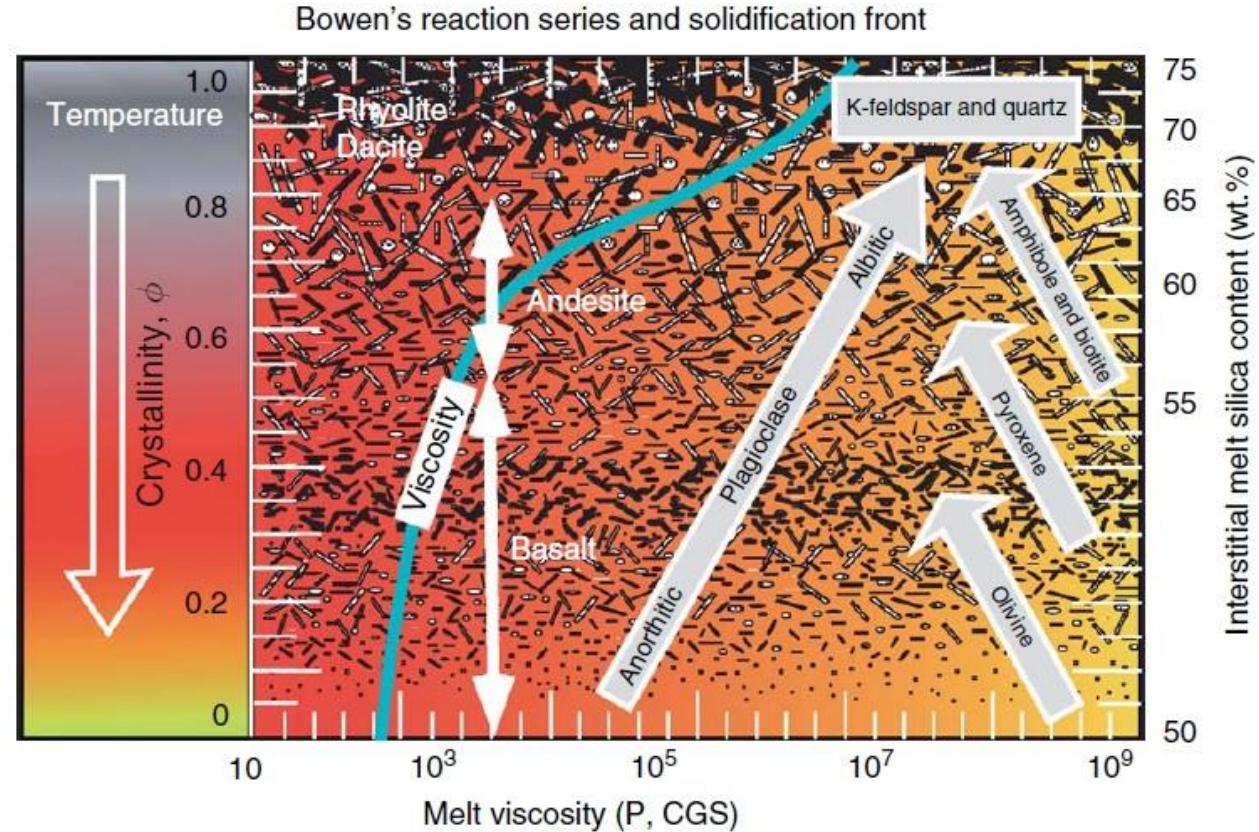 Bowen's reaction series and solidification front
Temperature
Crystallinity, ϕ
1.0
0.8
0.6
0.4
0.2
0
Rhyolite
Dacite
Andesite
Basalt
Viscosity
K-fespar and quartz
Anorthitic
Plagioclase
Albitic
Amphibole and biotite
Pyroxene
Olivine
75
70
65
60
55
50
Interstitial melt silica content (wt.%)
10
10³
10⁵
10⁷
10⁹
Melt viscosity (P, CGS)